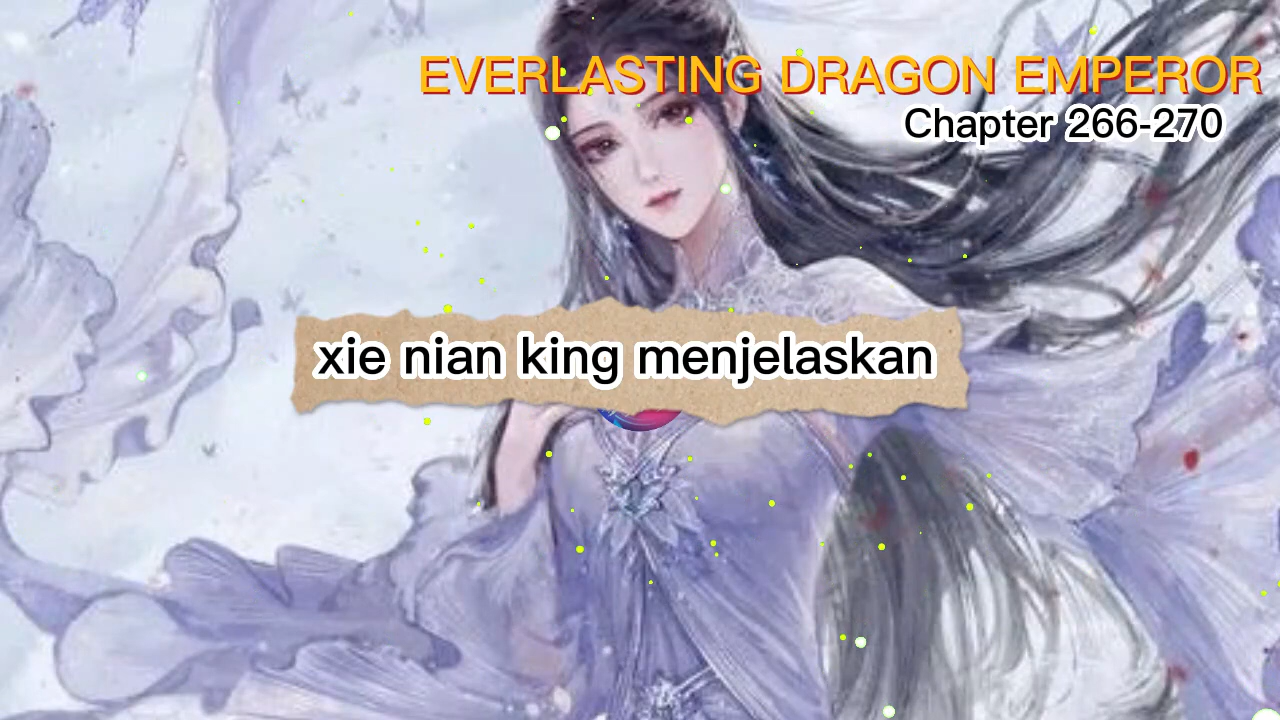 EVERLASTING DRAGON EMPEROR
Chapter 266-270
xie nian king menjelaskan